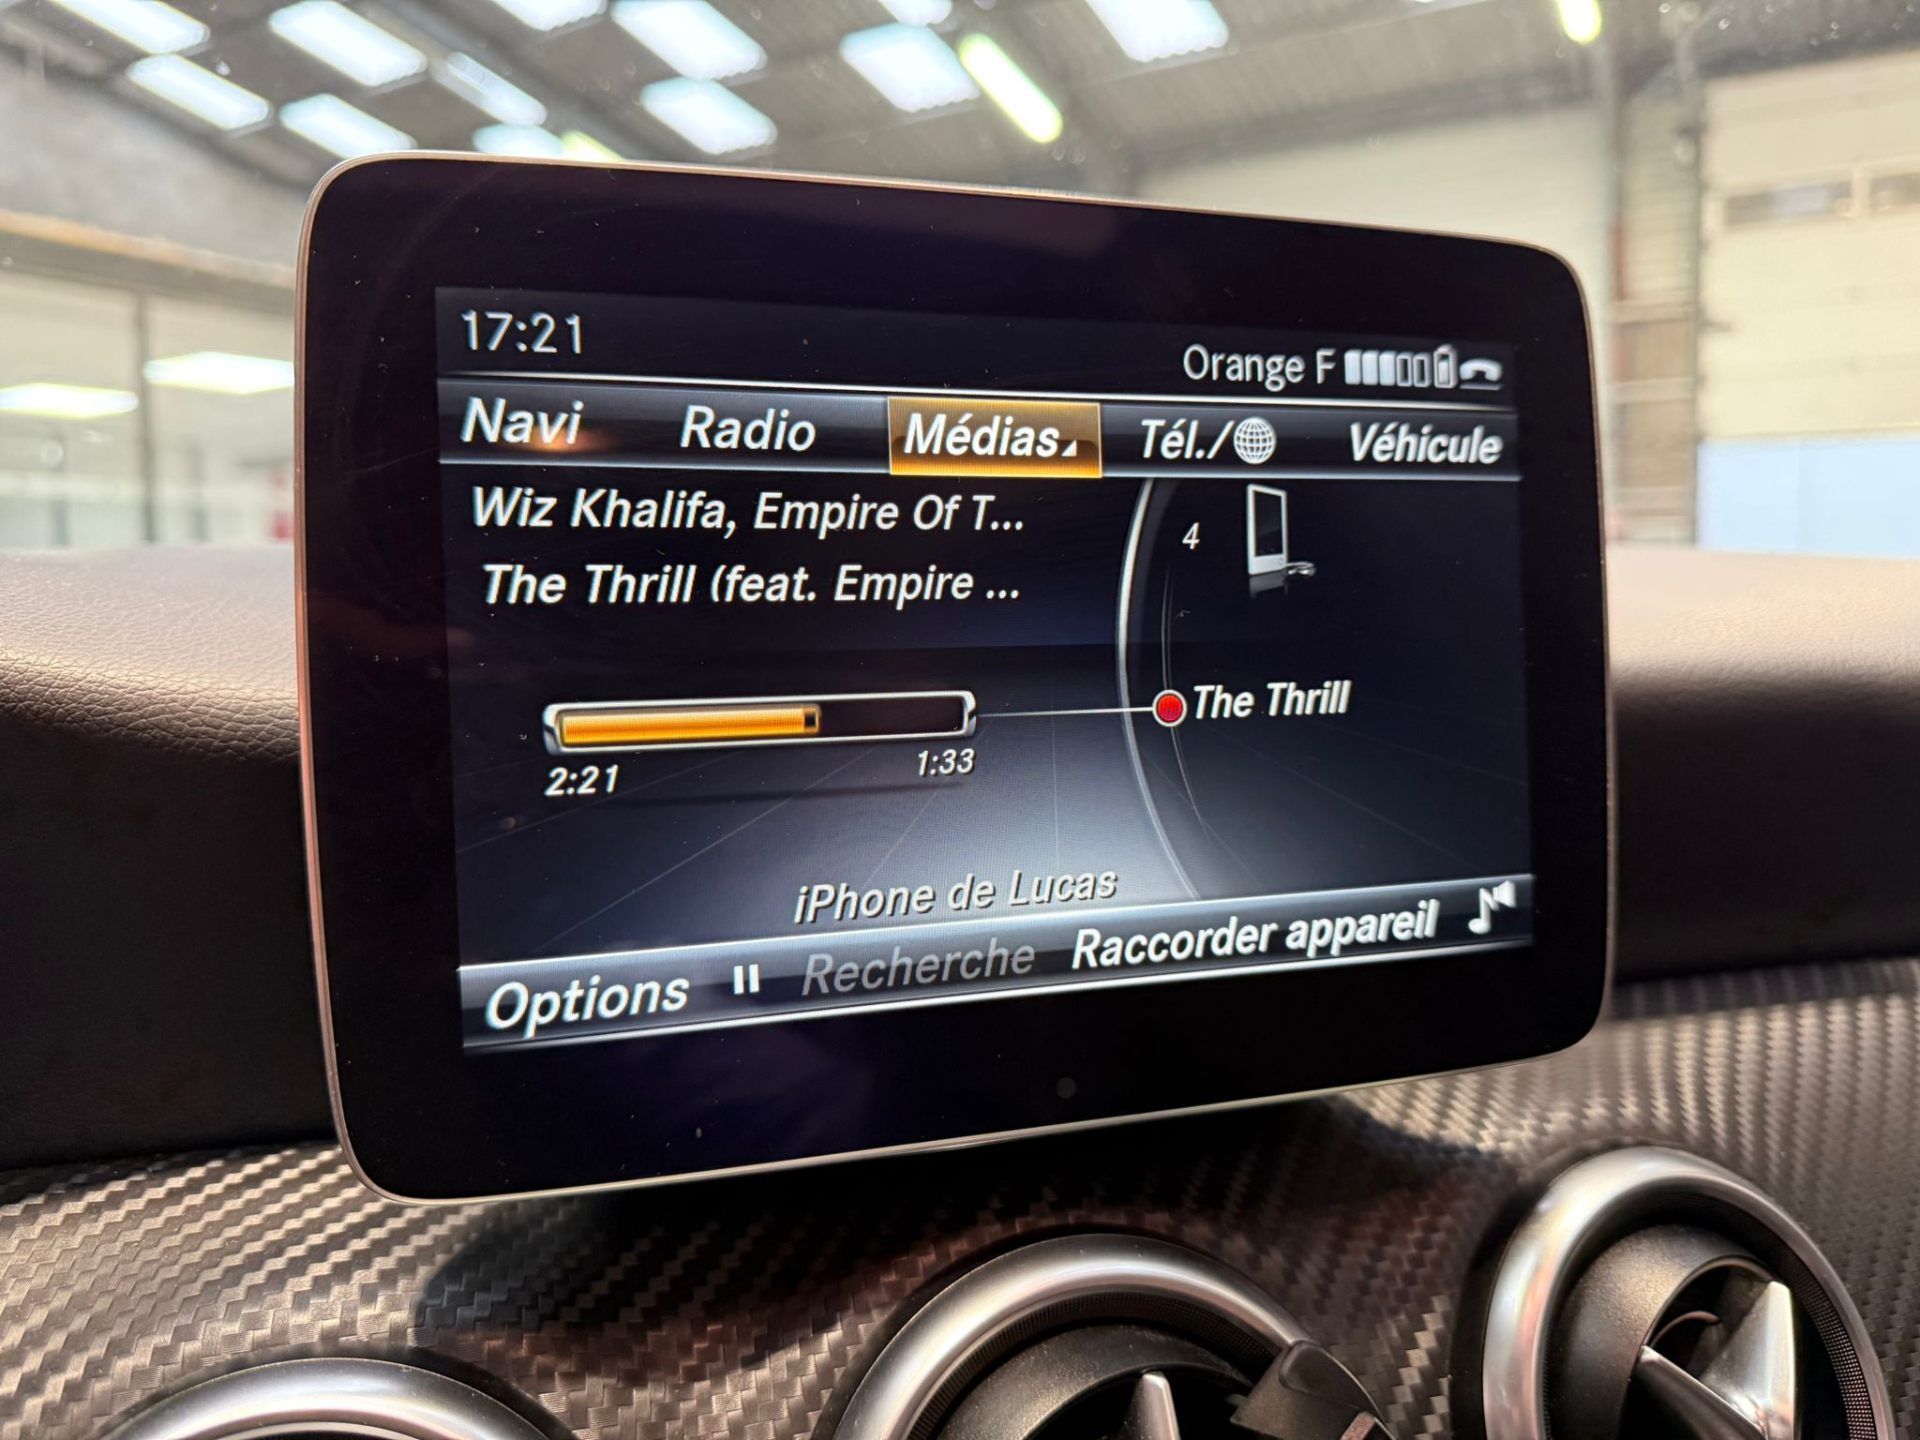 17:21
Orange F
Navi Radio Médias Tél./ Véhicule
Wiz Khalifa, Empire Of T...
4
The Thrill (feat. Empire ...
The Thrill
2:21 1:33
iPhone de Lucas
Options Recherche Raccorder appareil